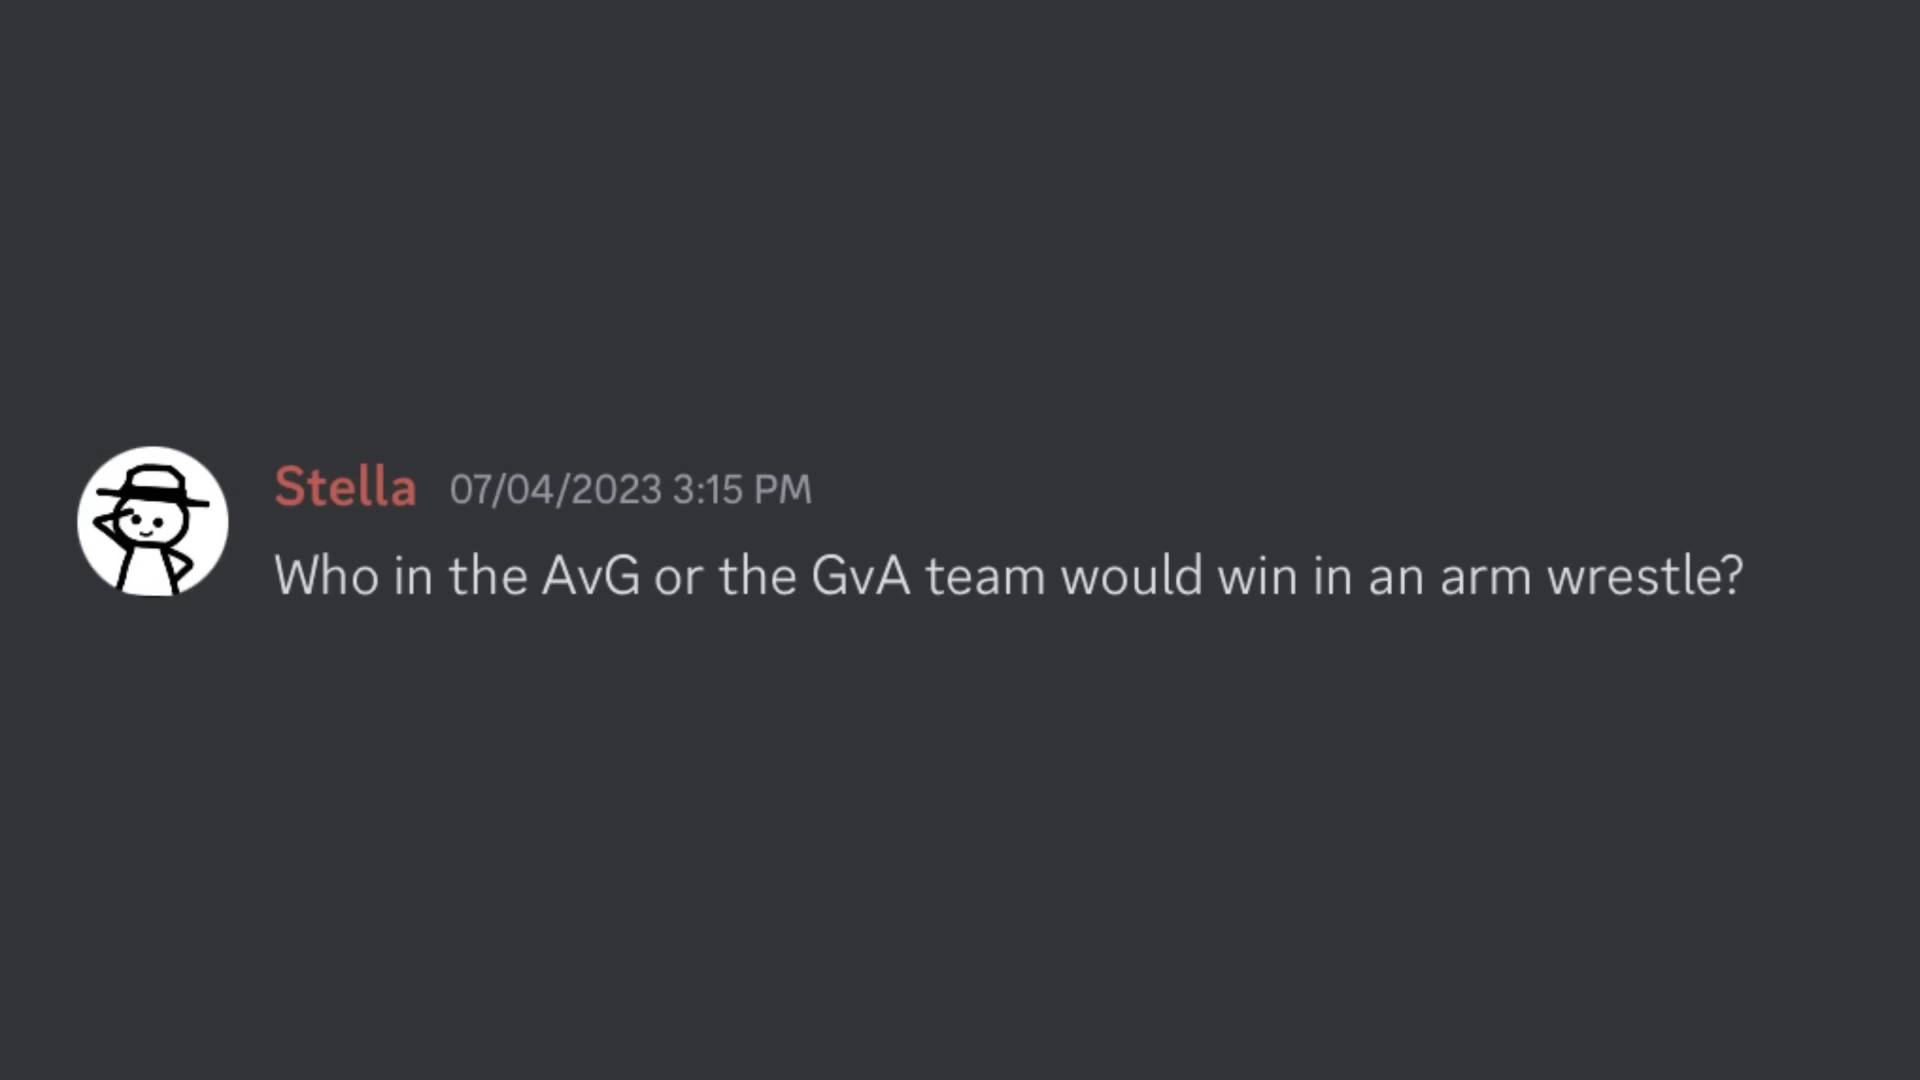 Stella 07/04/2023 3:15 PM
Who in the AvG or the GvA team would win in an arm wrestle?